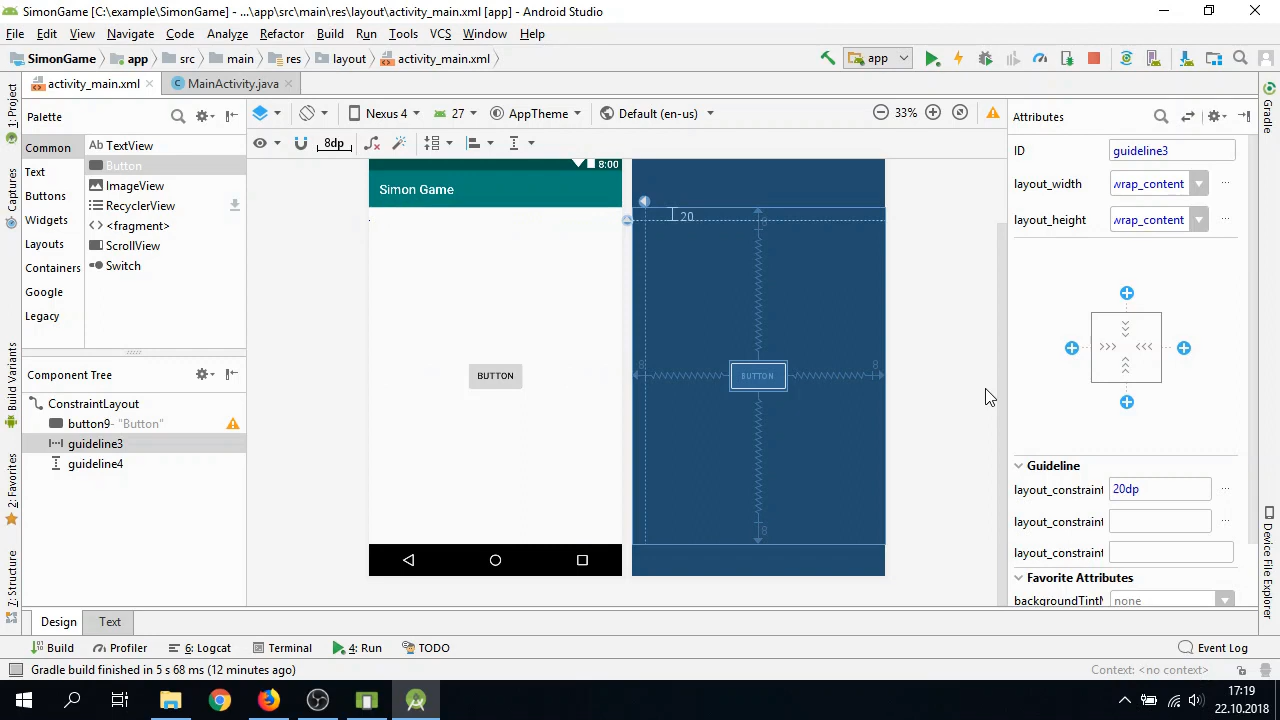 SimonGame [C:\example\SimonGame] - ...\app\src\main\res\layout\activity_main.xml [app] - Android Studio
File Edit View Navigate Code Analyze Refactor Build Run Tools VCS Window Help
SimonGame app src main res layout activity_main.xml app
activity_main.xml MainActivity.java
Palette Nexus 4 27 AppTheme Default (en-us) 33% Attributes
8dp
Common
Text
Buttons
Widgets
Layouts
Containers
Google
Legacy
Ab TextView
Button
ImageView
RecyclerView
<fragment>
ScrollView
Switch
8:00
Simon Game
BUTTON
20
BUTTON
ID guideline3
layout_width wrap_content
layout_height wrap_content
Guideline
layout_constraint 20dp
layout_constraint
layout_constraint
Favorite Attributes
backgroundTint none
Component Tree
ConstraintLayout
button9- "Button"
guideline3
guideline4
1: Project
Captures
Build Variants
2: Favorites
Z: Structure
Gradle
Device File Explorer
Design Text
Build Profiler 6: Logcat Terminal 4: Run TODO Event Log
Gradle build finished in 5 s 68 ms (12 minutes ago) Context: <no context>
17:19
22.10.2018